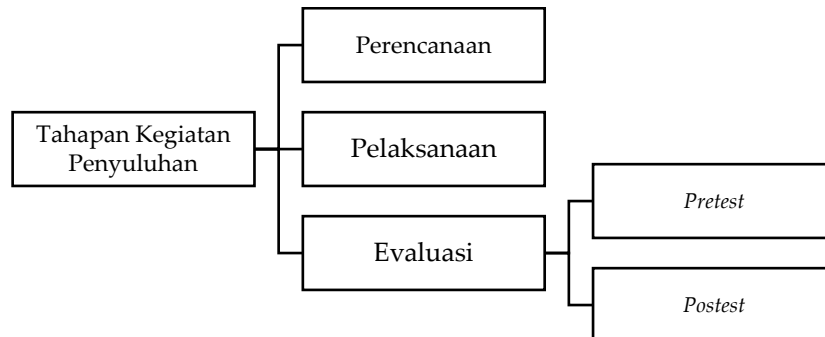 Perencanaan
Tahapan Kegiatan
Penyuluhan
Pelaksanaan
Evaluasi
Pretest
Postest